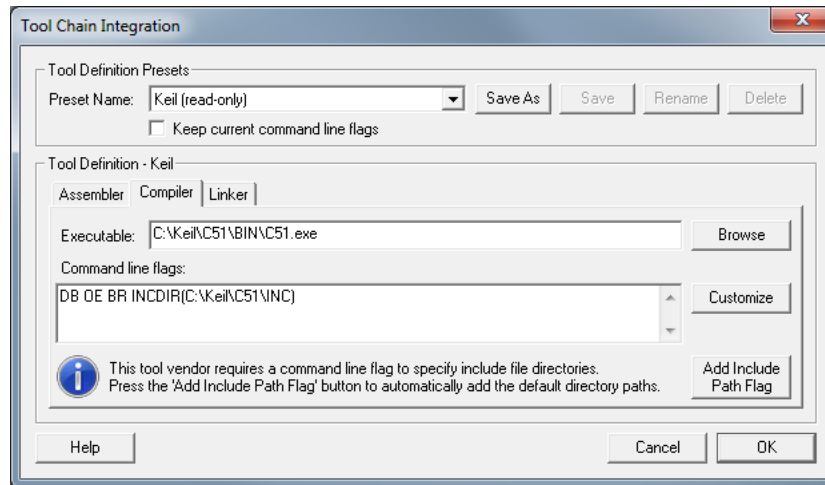 Tool Chain Integration
Tool Definition Presets
Preset Name: Keil (read-only) Save As Save Rename Delete
Keep current command line flags
Tool Definition - Keil
Assembler Compiler Linker
Executable: C:\Keil\C51\BIN\C51.exe Browse
Command line flags:
DB OE BR INCDIR(C:\Keil\C51\INC) Customize
This tool vendor requires a command line flag to specify include file directories.
Press the 'Add Include Path Flag' button to automatically add the default directory paths.
Add Include
Path Flag
Help Cancel OK